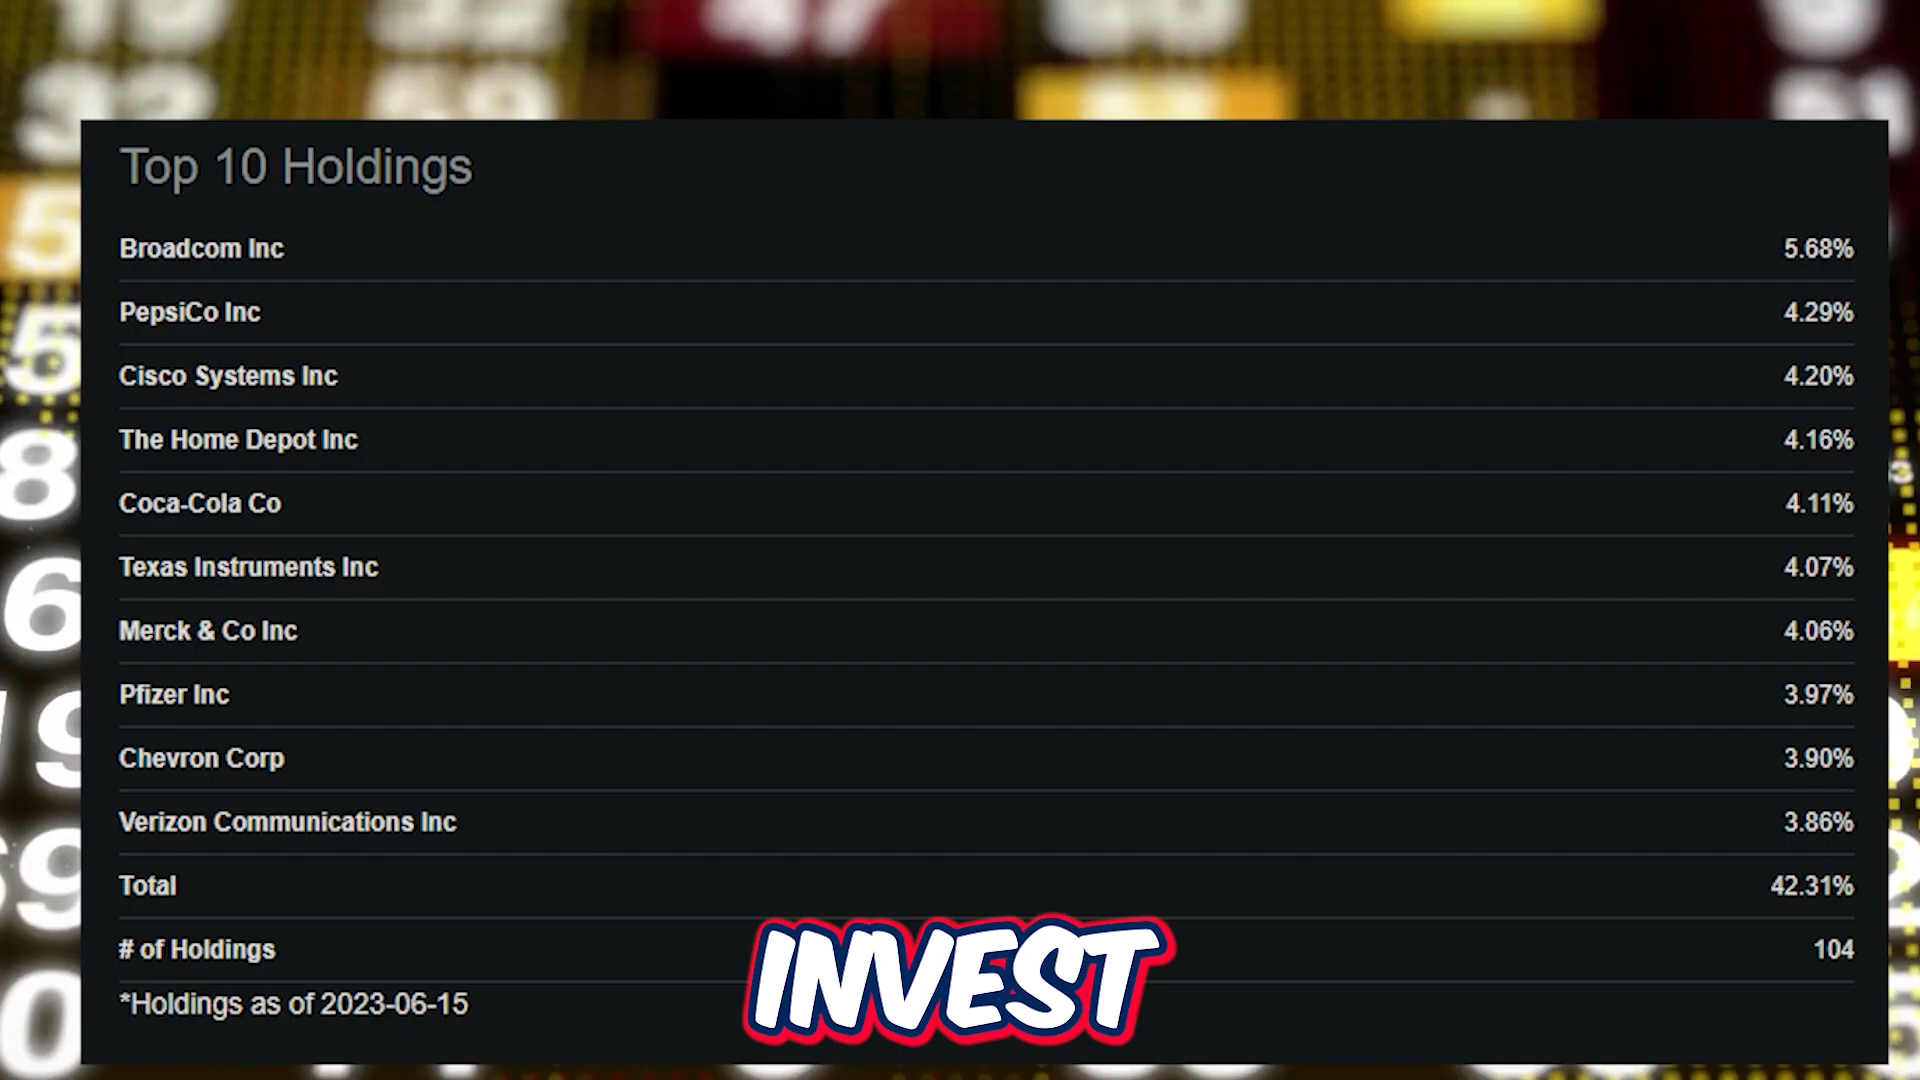 Top 10 Holdings
Broadcom Inc 5.68%
PepsiCo Inc 4.29%
Cisco Systems Inc 4.20%
The Home Depot Inc 4.16%
Coca-Cola Co 4.11%
Texas Instruments Inc 4.07%
Merck & Co Inc 4.06%
Pfizer Inc 3.97%
Chevron Corp 3.90%
Verizon Communications Inc 3.86%
Total 42.31%
# of Holdings 104
*Holdings as of 2023-06-15
INVEST